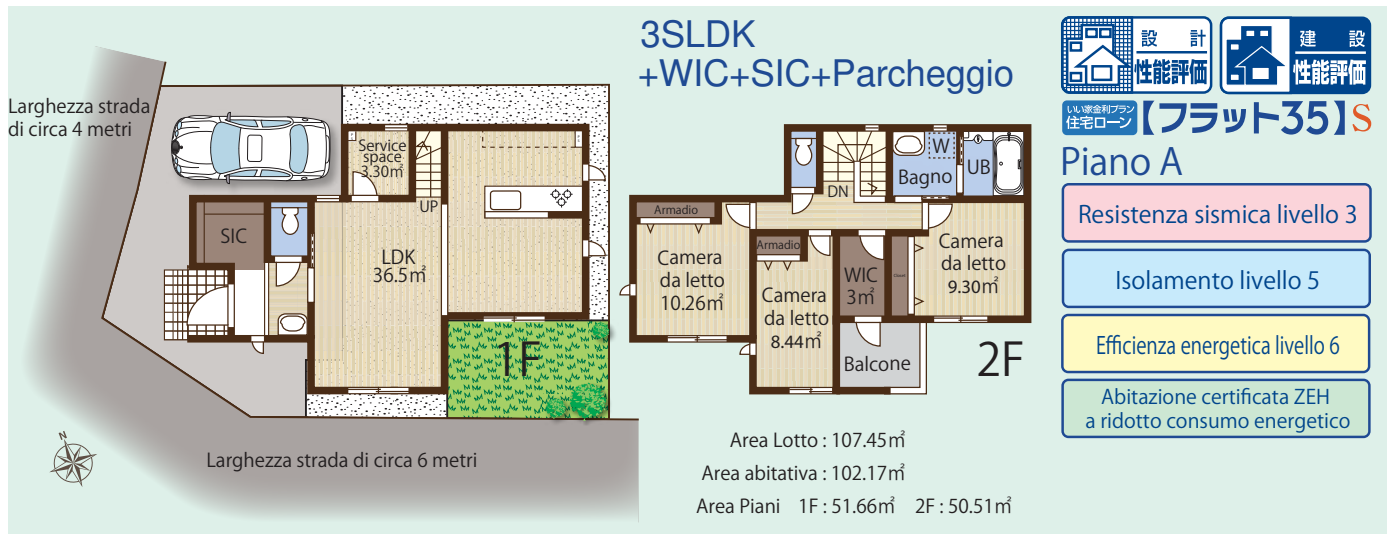 3SLDK
+WIC+SIC+Parcheggio
Larghezza strada
di circa 4 metri
Service
space
3.30㎡
UP
SIC
LDK
36.5㎡
1F
N
Larghezza strada di circa 6 metri
W
Bagno
UB
DN
Armadio
Camera
da letto
10.26㎡
Armadio
Camera
da letto
8.44㎡
WIC
3㎡
Camera
da letto
9.30㎡
Balcone
2F
Area Lotto : 107.45㎡
Area abitativa : 102.17㎡
Area Piani 1F : 51.66㎡ 2F : 50.51㎡
設計
性能評価
建設
性能評価
いい家金利プラン
住宅ローン
【フラット35】S
Piano A
Resistenza sismica livello 3
Isolamento livello 5
Efficienza energetica livello 6
Abitazione certificata ZEH
a ridotto consumo energetico